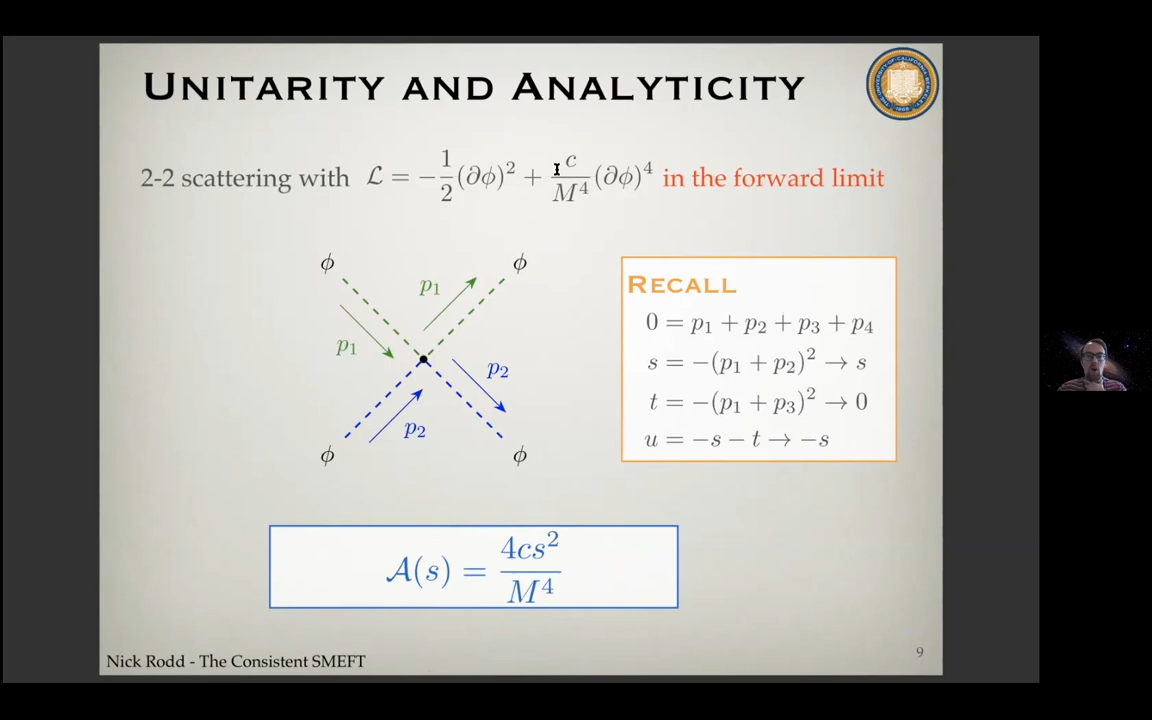 UNITARITY AND ANALYTICITY
2-2 scattering with ℒ = −1/2(∂ϕ)² + c/M⁴(∂ϕ)⁴ in the forward limit
ϕ ϕ
p₁
p₁
p₂
p₂
ϕ ϕ
RECALL
0 = p₁ + p₂ + p₃ + p₄
s = −(p₁ + p₂)² → s
t = −(p₁ + p₃)² → 0
u = −s − t → −s
𝒜(s) = 4cs²/M⁴
Nick Rodd - The Consistent SMEFT
9